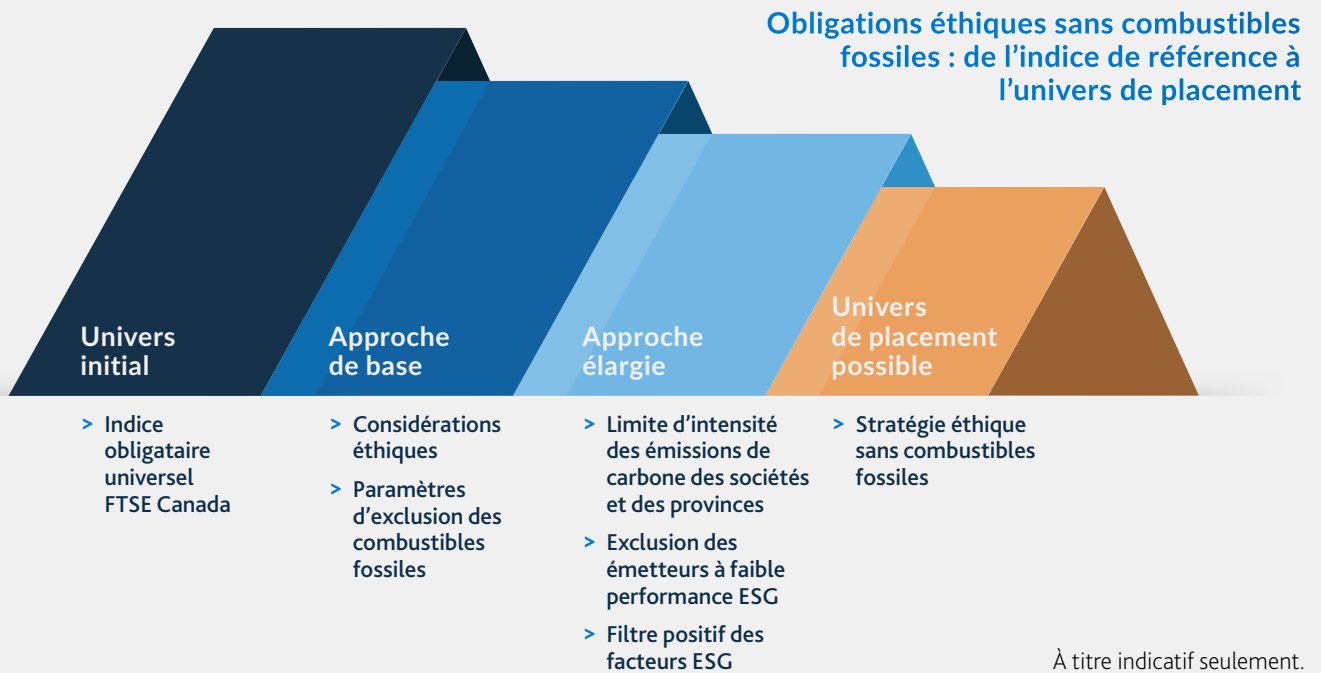 Obligations éthiques sans combustibles
fossiles : de l'indice de référence à
l'univers de placement
Univers
initial
> Indice
obligataire
universel
FTSE Canada
Approche
de base
> Considérations
éthiques
> Paramètres
d'exclusion des
combustibles
fossiles
Approche
élargie
> Limite d'intensité
des émissions de
carbone des sociétés
et des provinces
> Exclusion des
émetteurs à faible
performance ESG
> Filtre positif des
facteurs ESG
Univers
de placement
possible
> Stratégie éthique
sans combustibles
fossiles
À titre indicatif seulement.